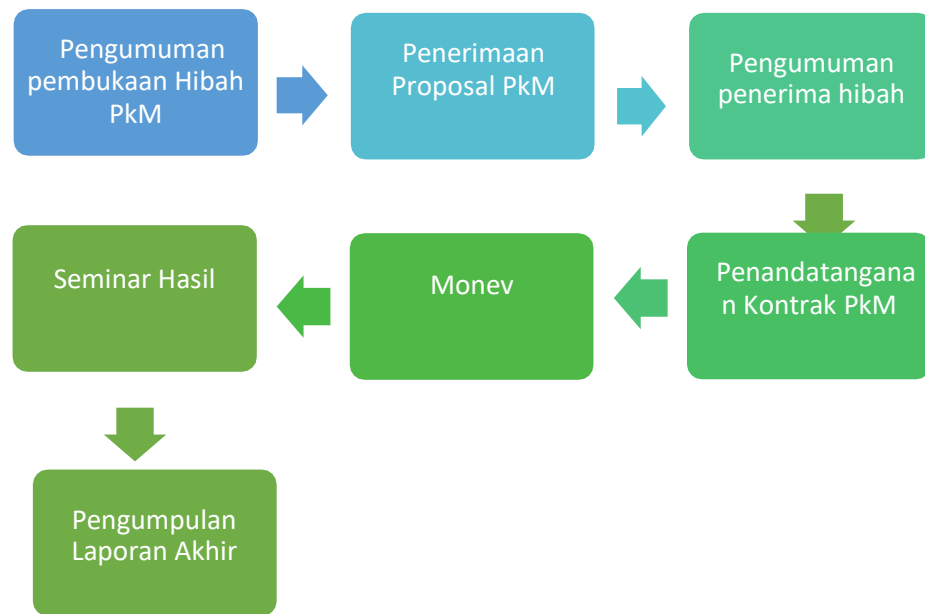 Pengumuman
pembukaan Hibah
PkM
Penerimaan
Proposal PkM
Pengumuman
penerima hibah
Penandatangana
n Kontrak PkM
Monev
Seminar Hasil
Pengumpulan
Laporan Akhir